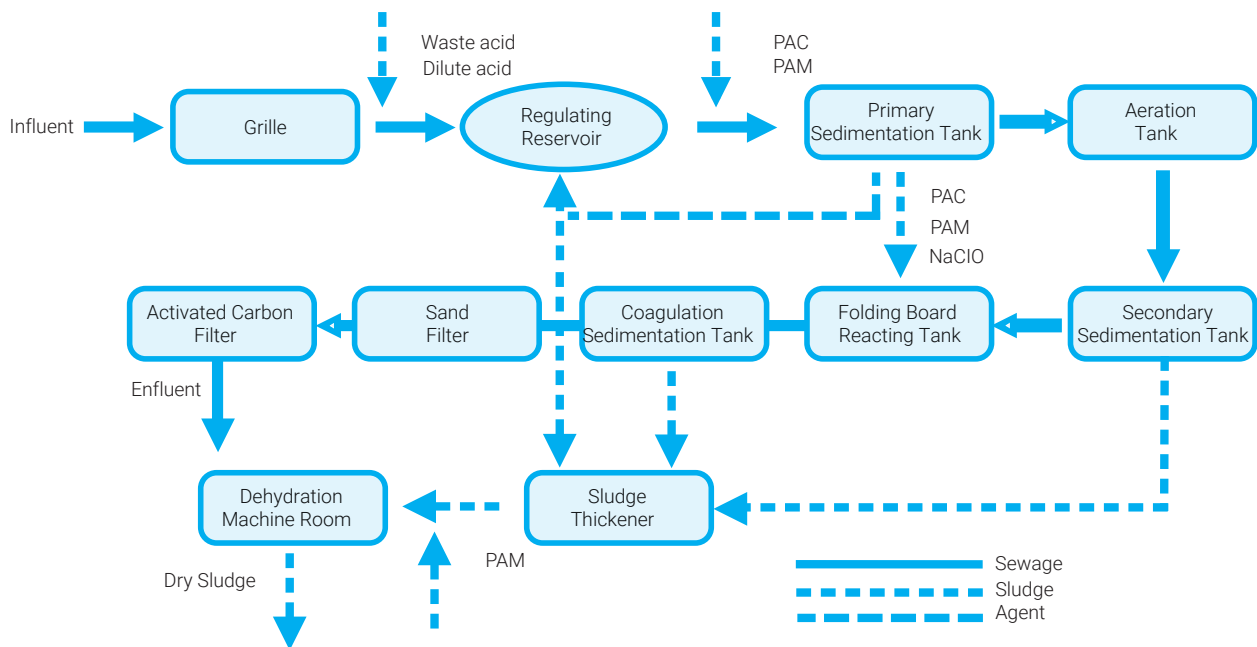 Waste acid
Dilute acid
PAC
PAM
Influent
Grille
Regulating
Reservoir
Primary
Sedimentation Tank
Aeration
Tank
PAC
PAM
NaClO
Activated Carbon
Filter
Sand
Filter
Coagulation
Sedimentation Tank
Folding Board
Reacting Tank
Secondary
Sedimentation Tank
Enfluent
Dehydration
Machine Room
Sludge
Thickener
PAM
Dry Sludge
Sewage
Sludge
Agent